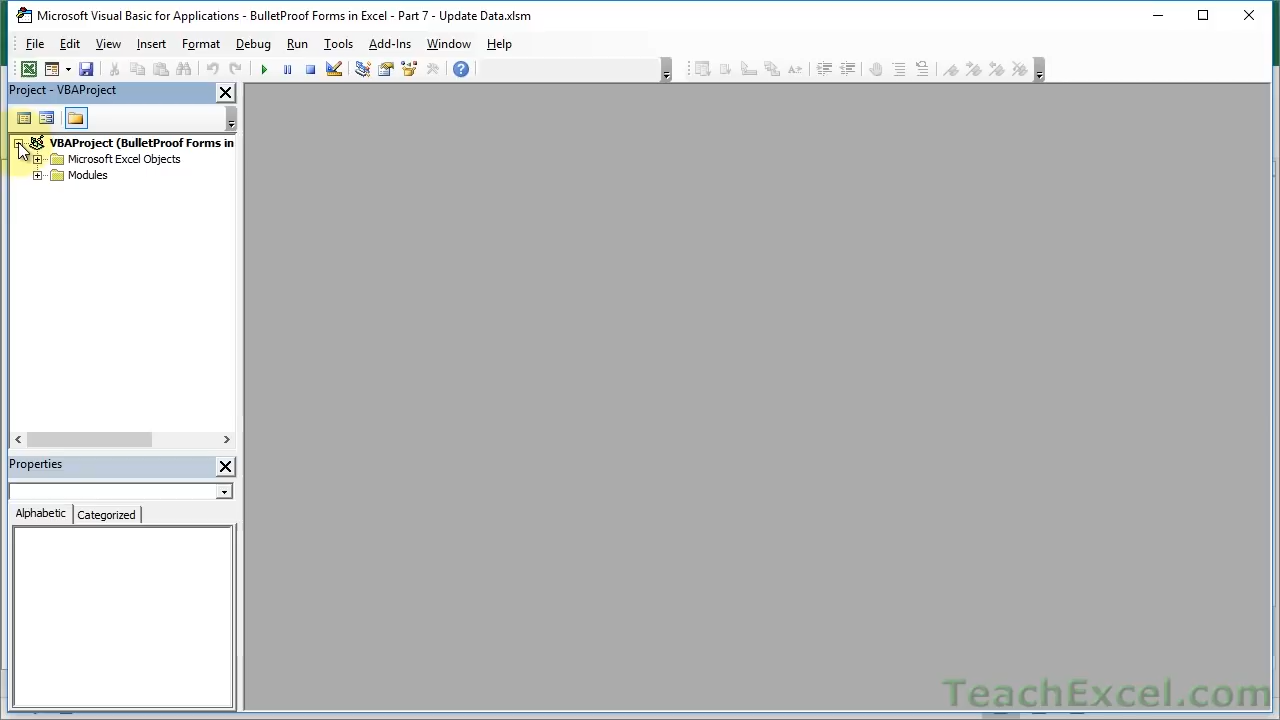 Microsoft Visual Basic for Applications - BulletProof Forms in Excel - Part 7 - Update Data.xlsm
File Edit View Insert Format Debug Run Tools Add-Ins Window Help
Project - VBAProject
VBAProject (BulletProof Forms in
Microsoft Excel Objects
Modules
Properties
Alphabetic Categorized
TeachExcel.com